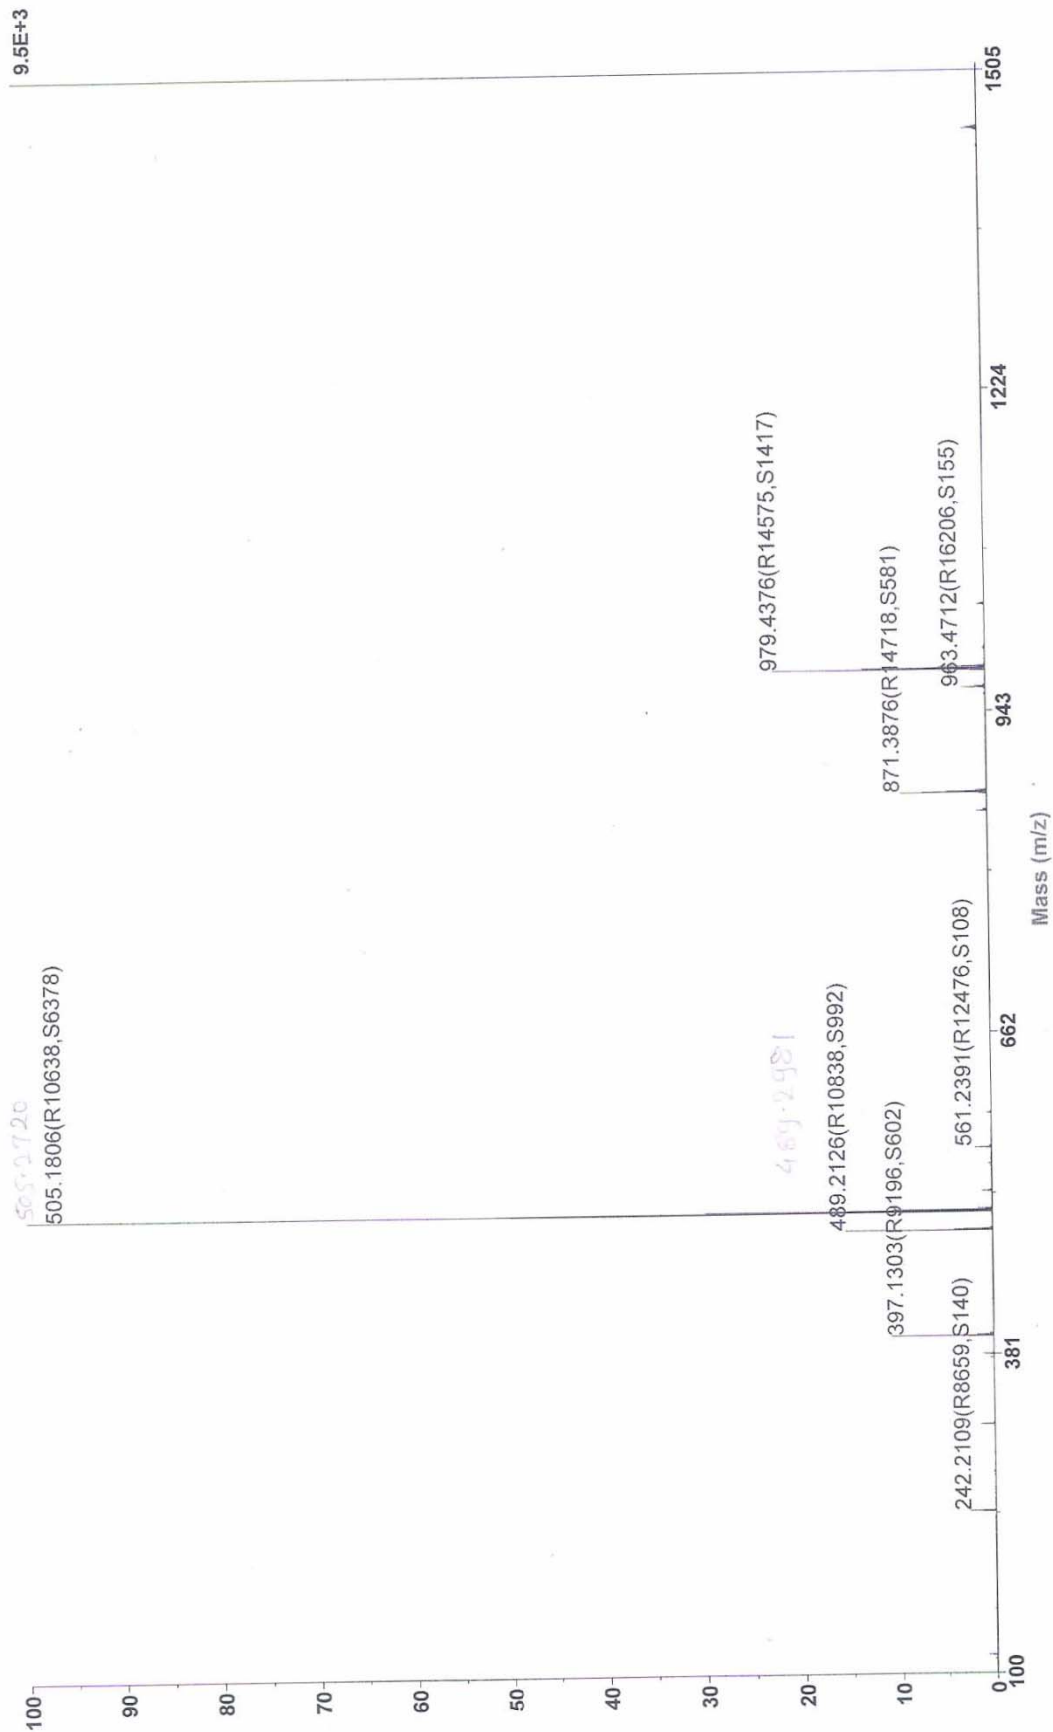 9.5E+3
505.2720
505.1806(R10638,S6378)
489.2981
489.2126(R10838,S992)
979.4376(R14575,S1417)
397.1303(R9196,S602)
871.3876(R14718,S581)
242.2109(R8659,S140)
561.2391(R12476,S108)
963.4712(R16206,S155)
100
90
80
70
60
50
40
30
20
10
0
100
381
662
943
1224
1505
Mass (m/z)